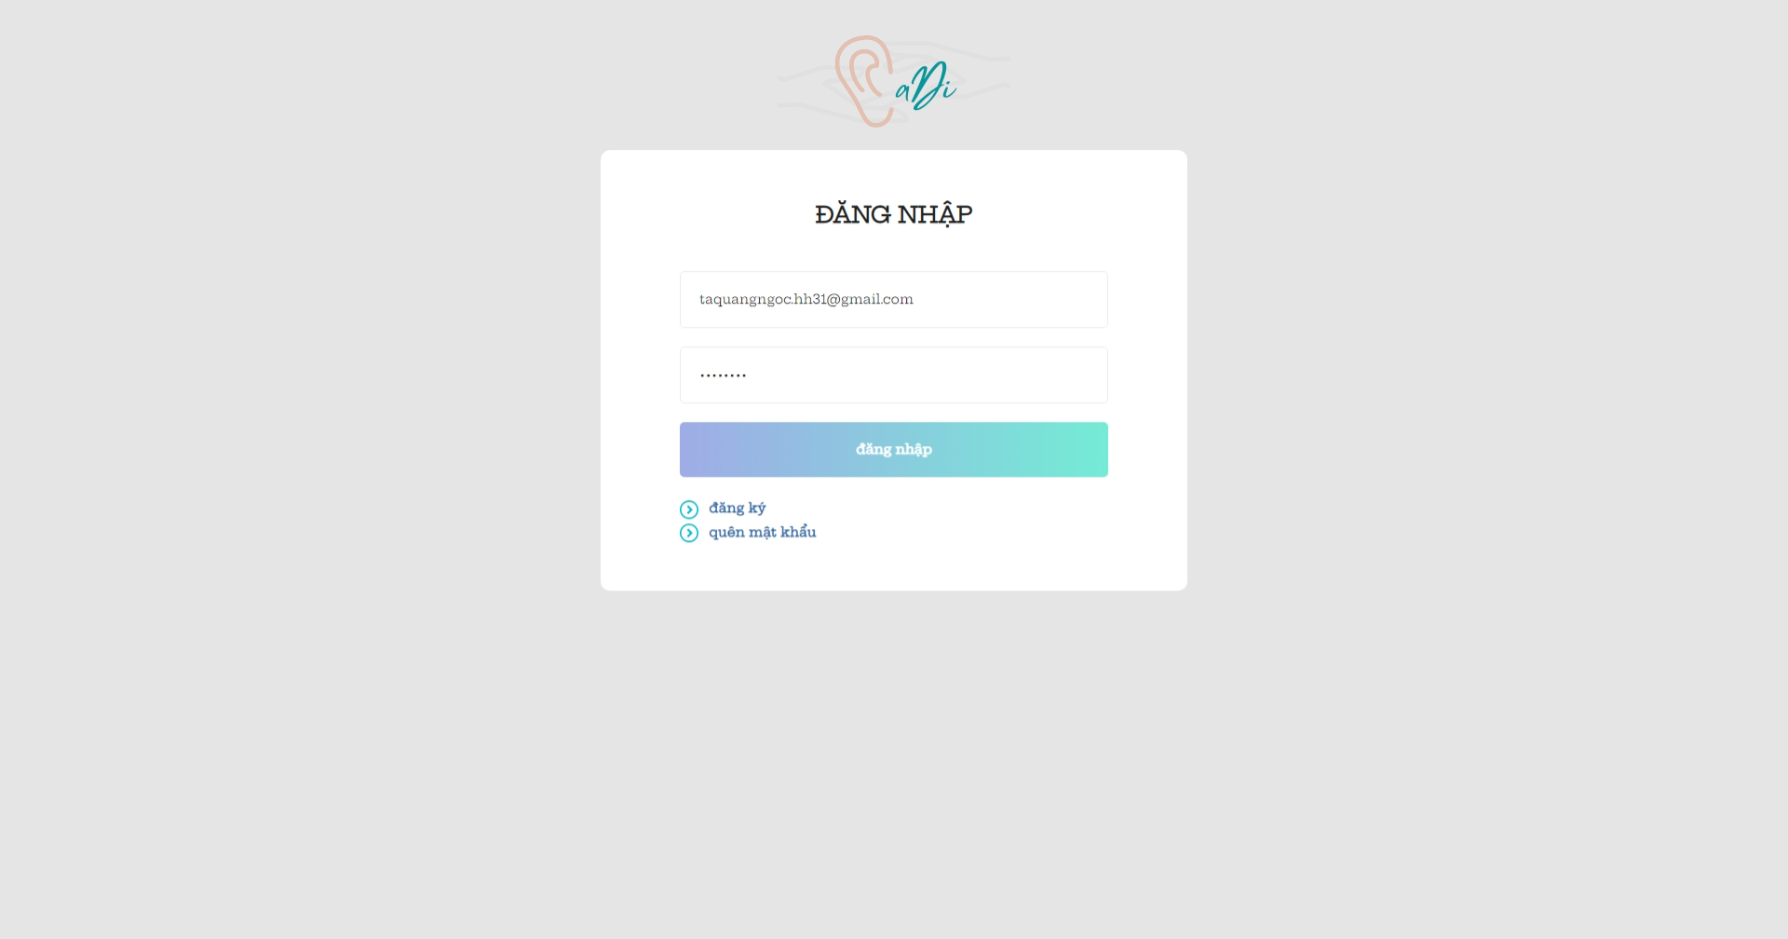 aDi
ĐĂNG NHẬP
taquangngoc.hh31@gmail.com
........
đăng nhập
đăng ký
quên mật khẩu